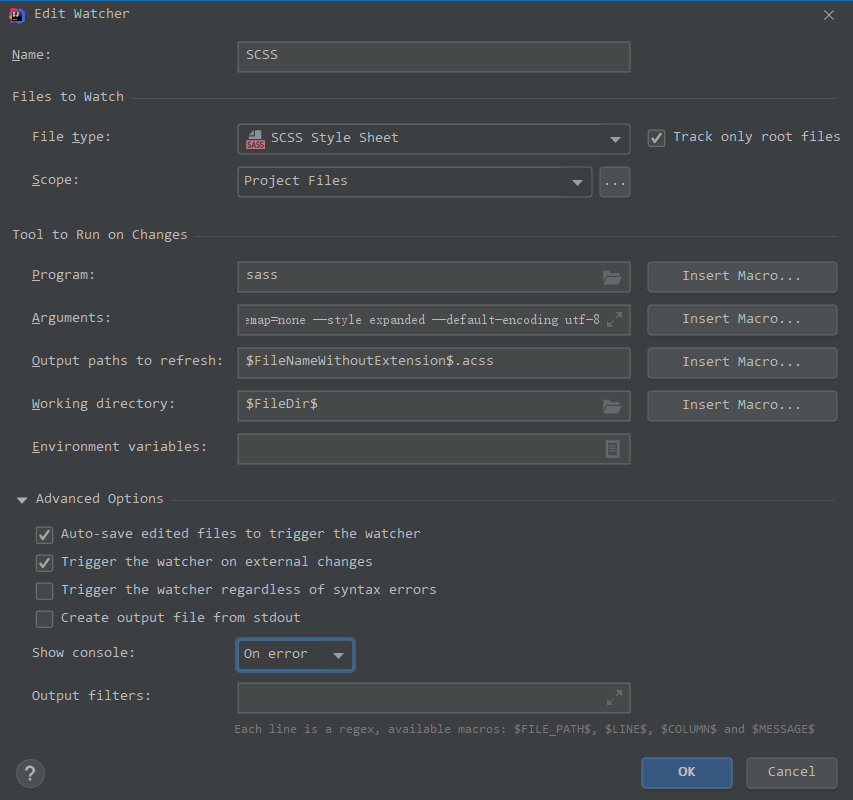 Edit Watcher
Name: SCSS
Files to Watch
File type: SCSS Style Sheet Track only root files
Scope: Project Files ...
Tool to Run on Changes
Program: sass Insert Macro...
Arguments: emap=none --style expanded --default-encoding utf-8 Insert Macro...
Output paths to refresh: $FileNameWithoutExtension$.acss Insert Macro...
Working directory: $FileDir$ Insert Macro...
Environment variables:
Advanced Options
Auto-save edited files to trigger the watcher
Trigger the watcher on external changes
Trigger the watcher regardless of syntax errors
Create output file from stdout
Show console: On error
Output filters:
Each line is a regex, available macros: $FILE_PATH$, $LINE$, $COLUMN$ and $MESSAGE$
? OK Cancel